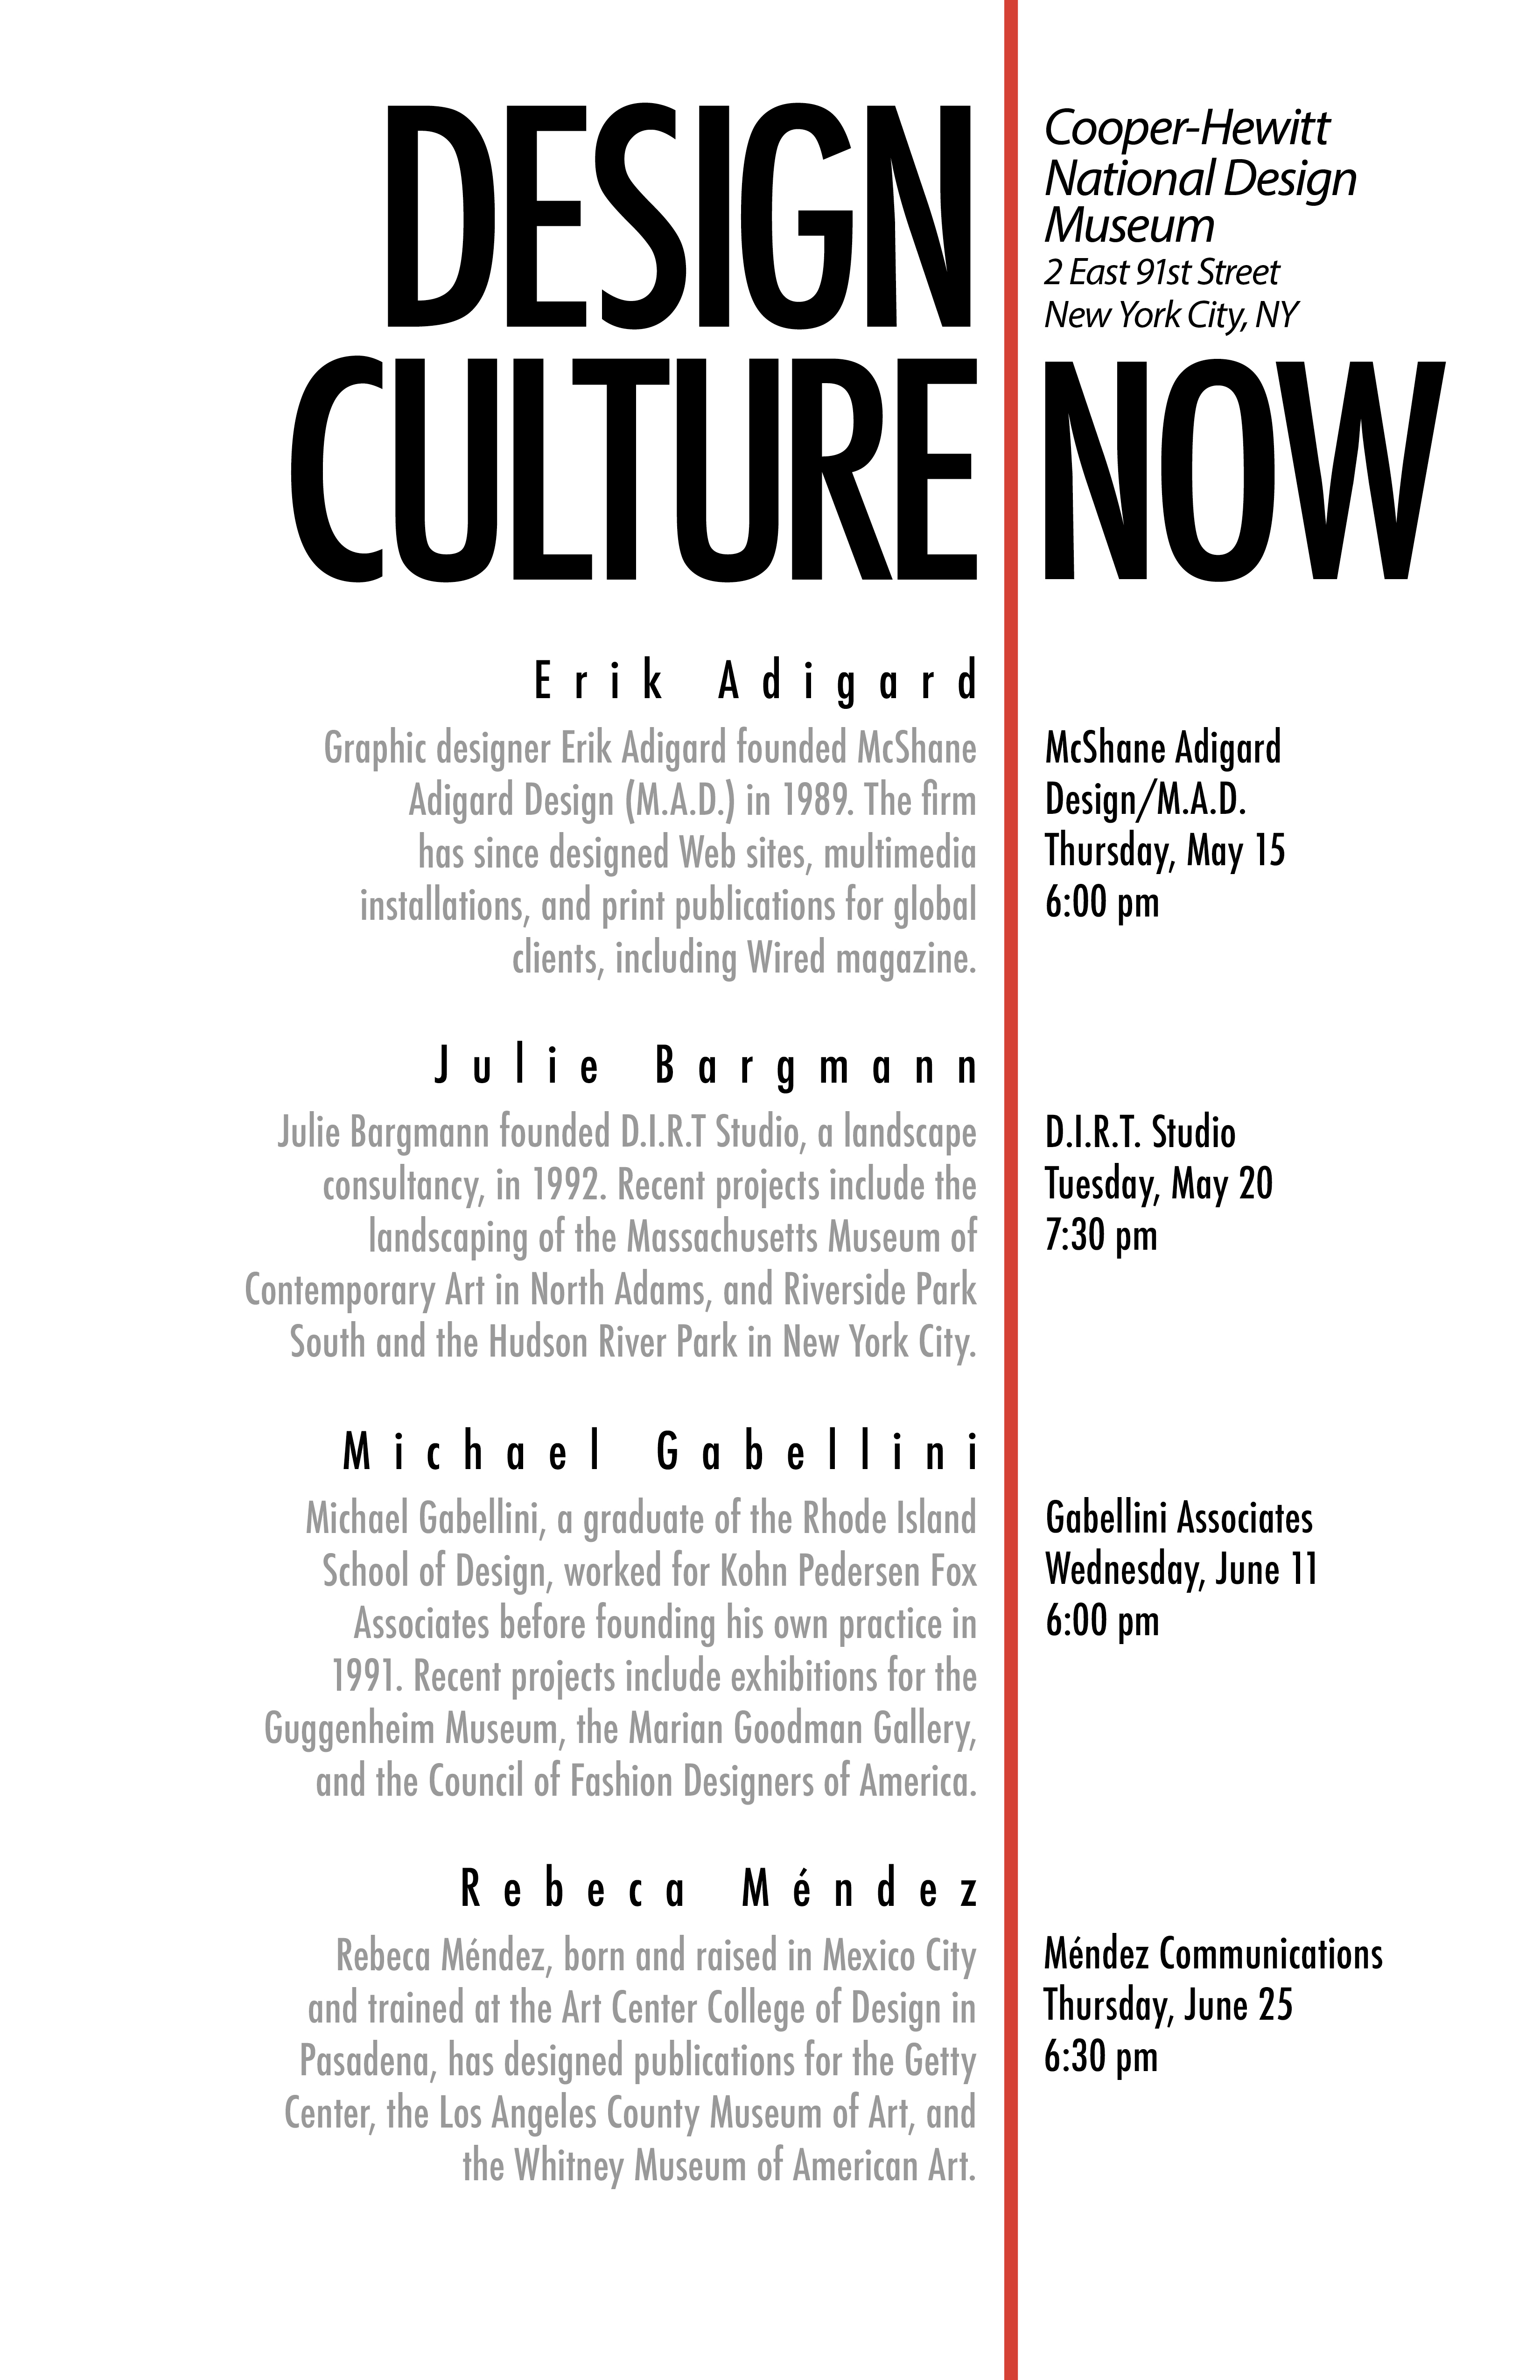 DESIGN
CULTURE NOW
Cooper-Hewitt
National Design
Museum
2 East 91st Street
New York City, NY
Erik Adigard
Graphic designer Erik Adigard founded McShane
Adigard Design (M.A.D.) in 1989. The firm
has since designed Web sites, multimedia
installations, and print publications for global
clients, including Wired magazine.
McShane Adigard
Design/M.A.D.
Thursday, May 15
6:00 pm
Julie Bargmann
Julie Bargmann founded D.I.R.T Studio, a landscape
consultancy, in 1992. Recent projects include the
landscaping of the Massachusetts Museum of
Contemporary Art in North Adams, and Riverside Park
South and the Hudson River Park in New York City.
D.I.R.T. Studio
Tuesday, May 20
7:30 pm
Michael Gabellini
Michael Gabellini, a graduate of the Rhode Island
School of Design, worked for Kohn Pedersen Fox
Associates before founding his own practice in
1991. Recent projects include exhibitions for the
Guggenheim Museum, the Marian Goodman Gallery,
and the Council of Fashion Designers of America.
Gabellini Associates
Wednesday, June 11
6:00 pm
Rebeca Méndez
Rebeca Méndez, born and raised in Mexico City
and trained at the Art Center College of Design in
Pasadena, has designed publications for the Getty
Center, the Los Angeles County Museum of Art, and
the Whitney Museum of American Art.
Méndez Communications
Thursday, June 25
6:30 pm